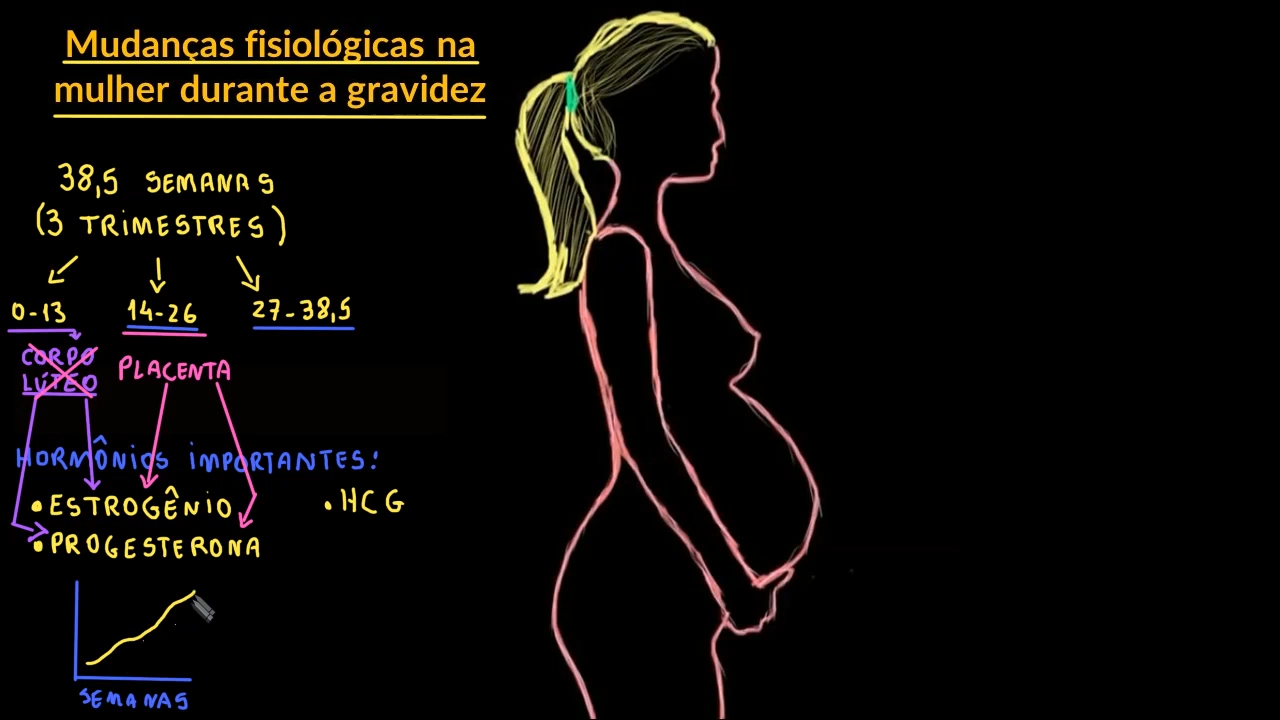 Mudanças fisiológicas na
mulher durante a gravidez
38,5 SEMANAS
(3 TRIMESTRES)
0-13 14-26 27-38,5
CORPO
LÚTEO
PLACENTA
HORMÔNIOS IMPORTANTES:
• ESTROGÊNIO • HCG
• PROGESTERONA
SEMANAS